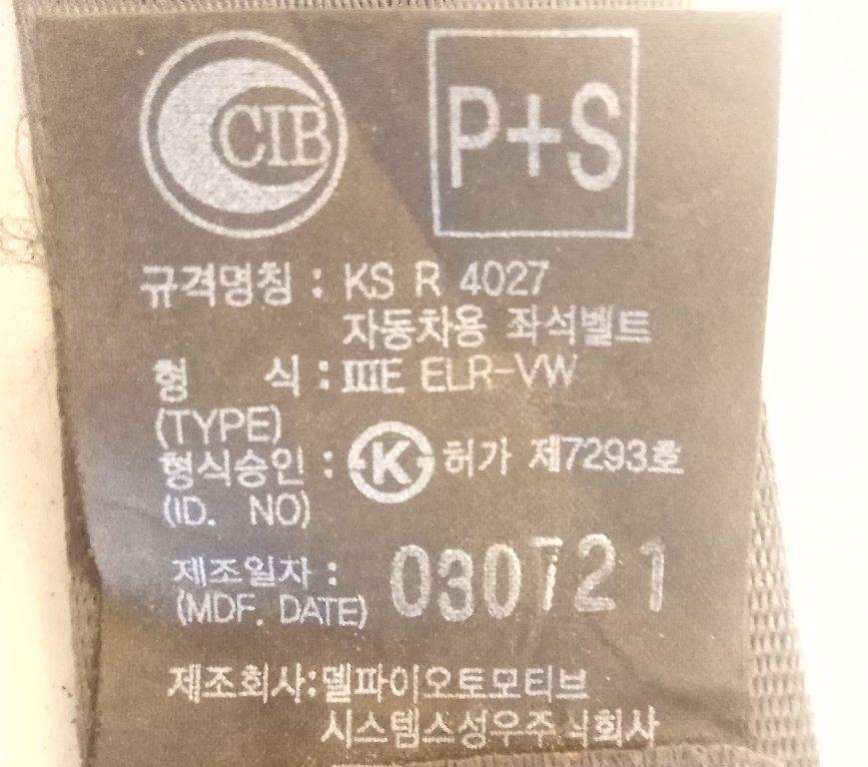 CIB P+S
규격명칭 : KS R 4027
자동차용 좌석벨트
형 식 : ⅢE ELR-VW
(TYPE)
형식승인 : K 허가 제7293호
(ID. NO)
제조일자 : 030721
(MDF. DATE)
제조회사:델파이오토모티브
시스템스성우주식회사